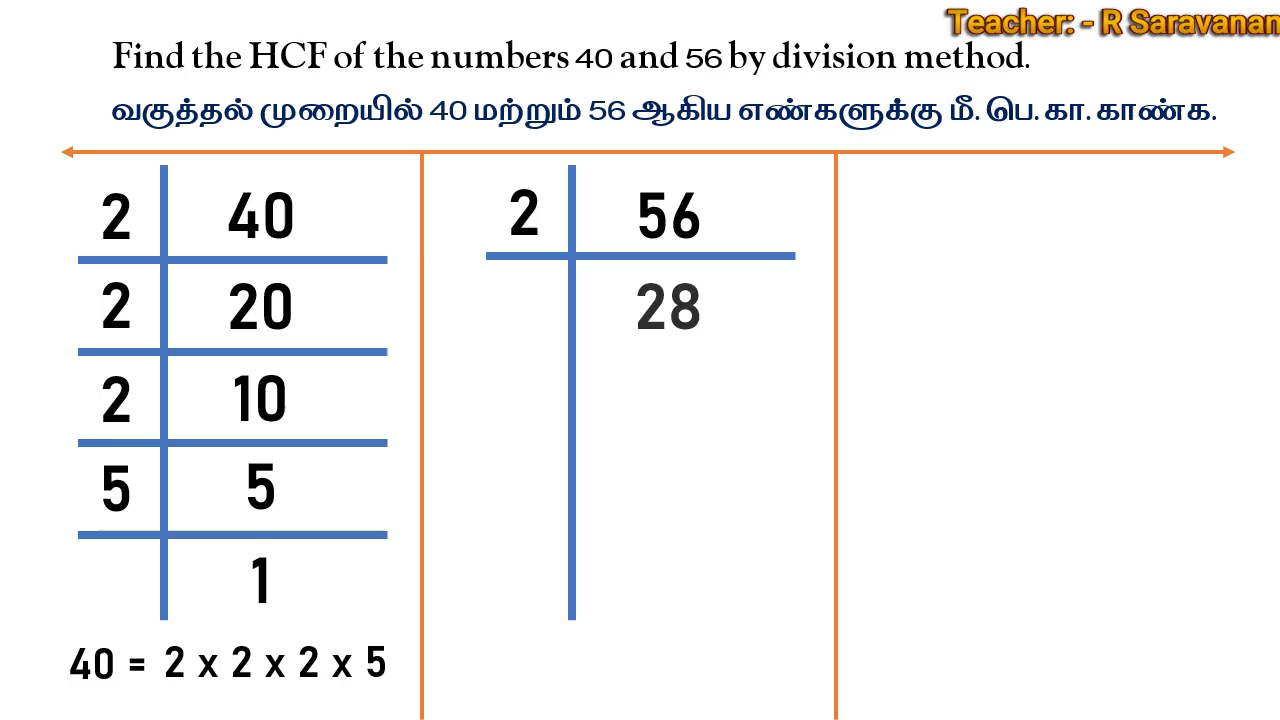 Teacher: - R Saravanan
Find the HCF of the numbers 40 and 56 by division method.
வகுத்தல் முறையில் 40 மற்றும் 56 ஆகிய எண்களுக்கு மீ. பெ. கா. காண்க.
2 40
2 20
2 10
5 5
1
40 = 2 x 2 x 2 x 5
2 56
28